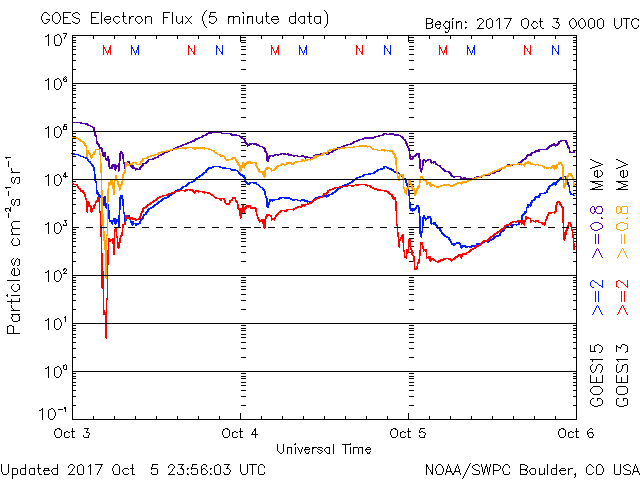 GOES Electron Flux (5 minute data)
Begin: 2017 Oct 3 0000 UTC
10⁷
10⁶
10⁵
10⁴
10³
10²
10¹
10⁰
10⁻¹
Particles cm⁻²s⁻¹sr⁻¹
M M N N M M N N M M N N
Oct 3 Oct 4 Oct 5 Oct 6
Universal Time
GOES15 >=2 >=0.8 MeV
GOES13 >=2 >=0.8 MeV
Updated 2017 Oct 5 23:56:03 UTC
NOAA/SWPC Boulder, CO USA